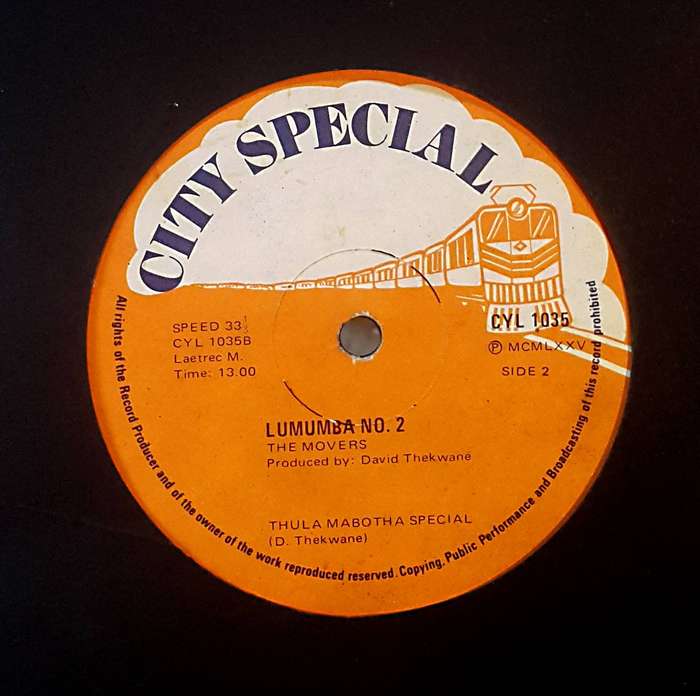 CITY SPECIAL
SPEED 33⅓
CYL 1035B
Laetrec M.
Time: 13.00
CYL 1035
Ⓟ MCMLXXV
SIDE 2
LUMUMBA NO. 2
THE MOVERS
Produced by: David Thekwane
THULA MABOTHA SPECIAL
(D. Thekwane)
All rights of the Record Producer and of the owner of the work reproduced reserved. Copying, Public Performance and Broadcasting of this record prohibited